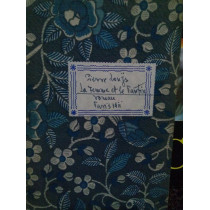 Pierre Louÿs
La Femme et le Pantin
roman
Paris